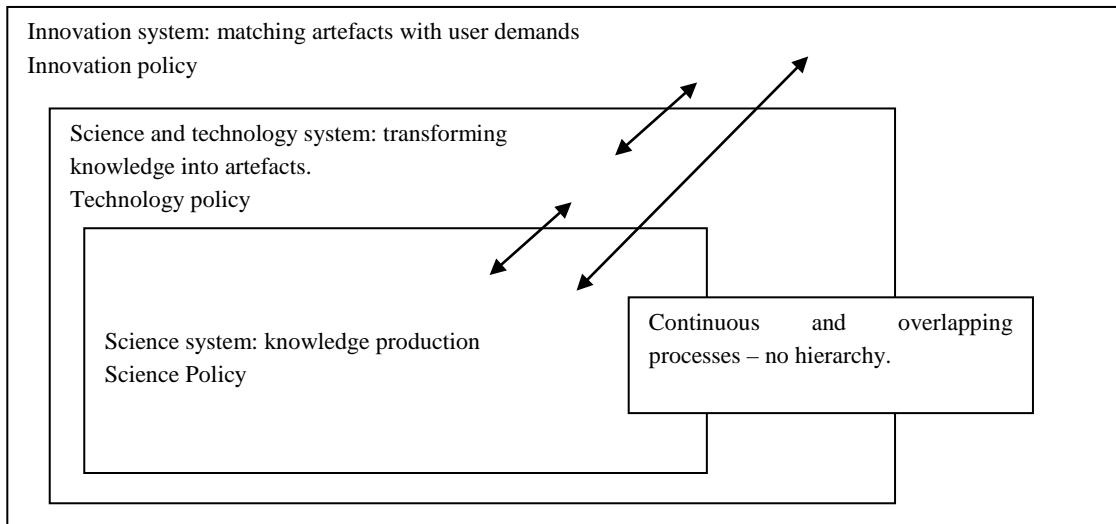 Innovation system: matching artefacts with user demands
Innovation policy
Science and technology system: transforming
knowledge into artefacts.
Technology policy
Science system: knowledge production
Science Policy
Continuous and overlapping
processes – no hierarchy.